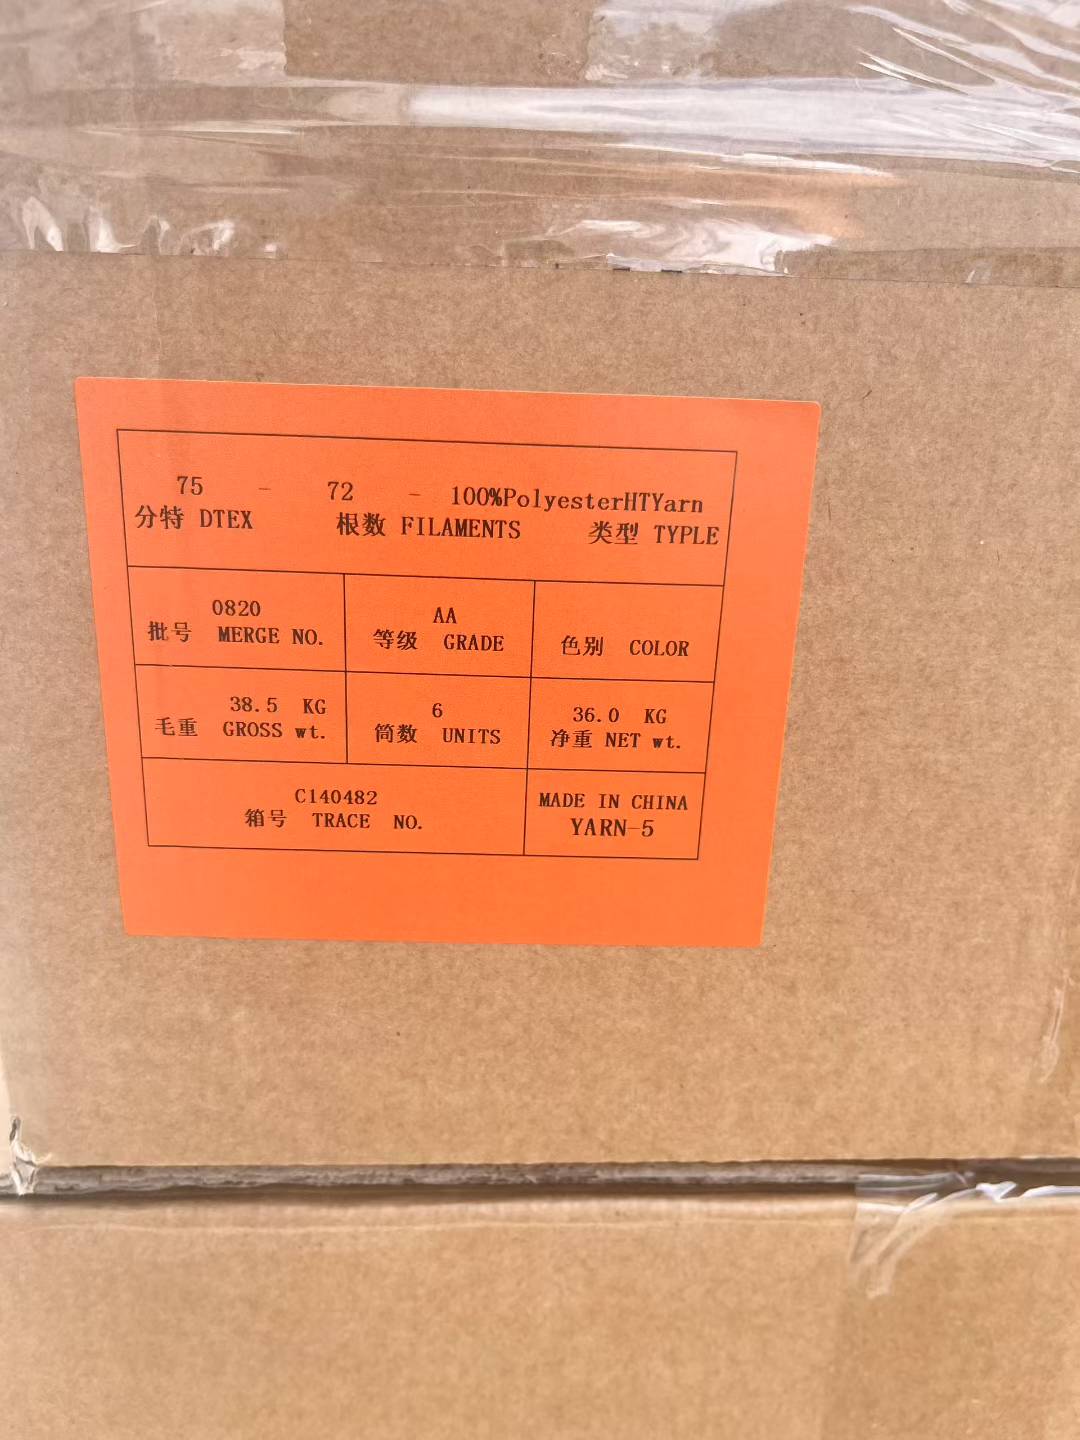 75 - 72 - 100%PolyesterHTYarn
分特 DTEX 根数 FILAMENTS 类型 TYPLE
0820
批号 MERGE NO.
AA
等级 GRADE
色别 COLOR
38.5 KG
毛重 GROSS wt.
6
筒数 UNITS
36.0 KG
净重 NET wt.
C140482
箱号 TRACE NO.
MADE IN CHINA
YARN-5